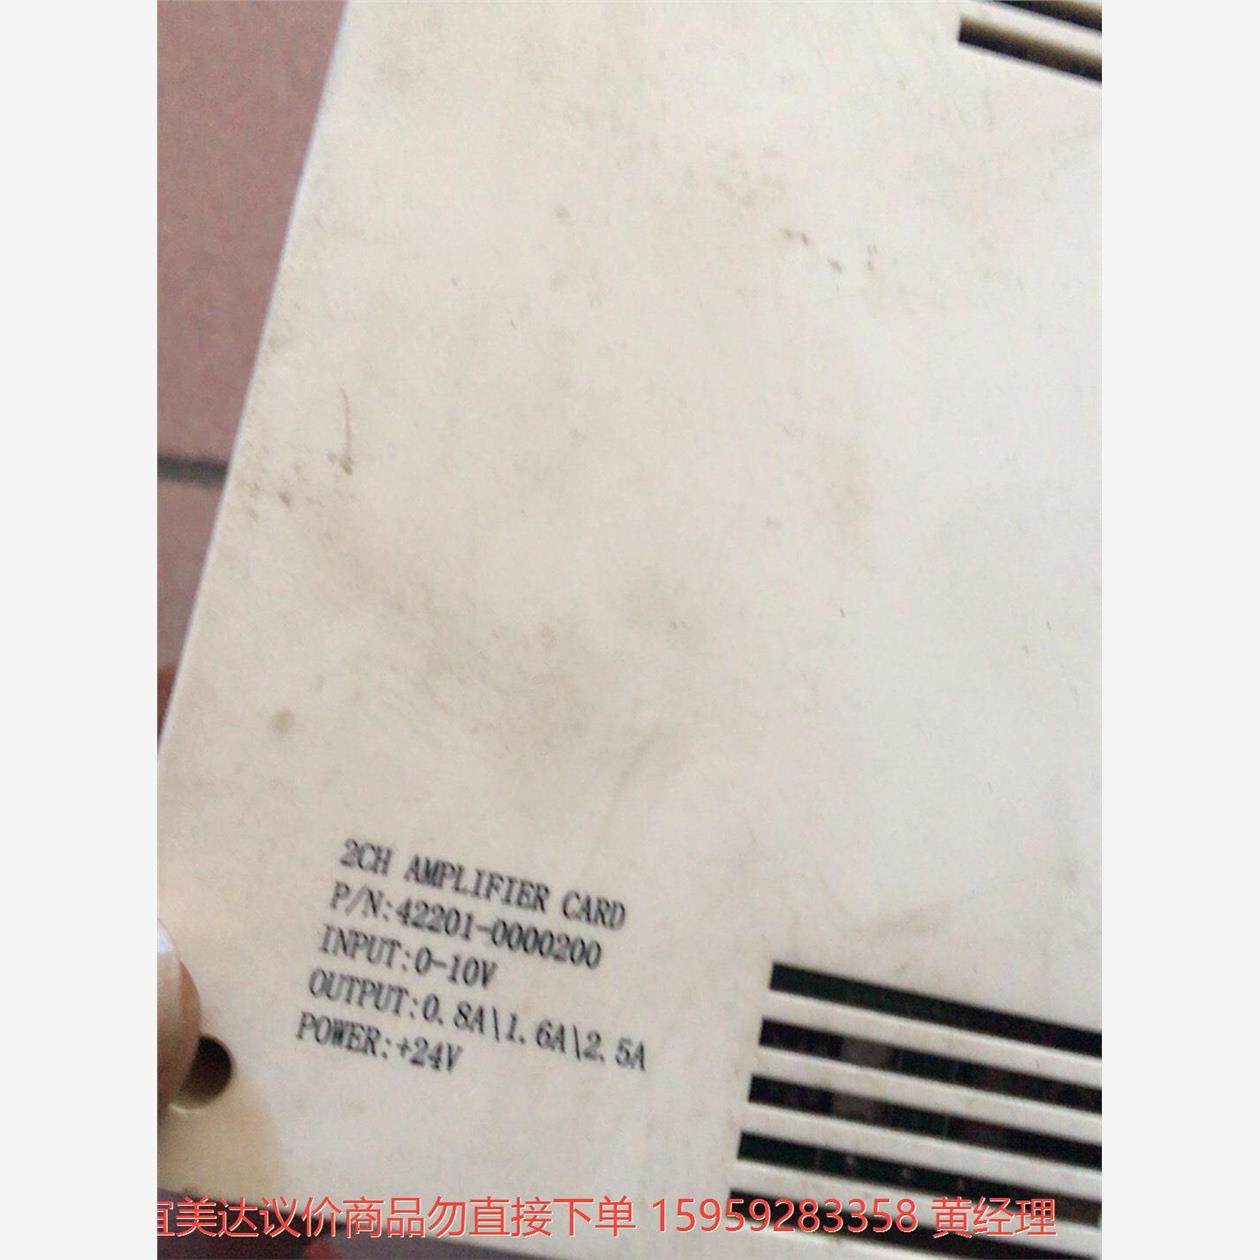 2CH AMPLIFIER CARD
P/N:42201-0000200
INPUT:0-10V
OUTPUT:0.8A\1.6A\2.5A
POWER:+24V
宜美达议价商品勿直接下单 15959283358 黄经理